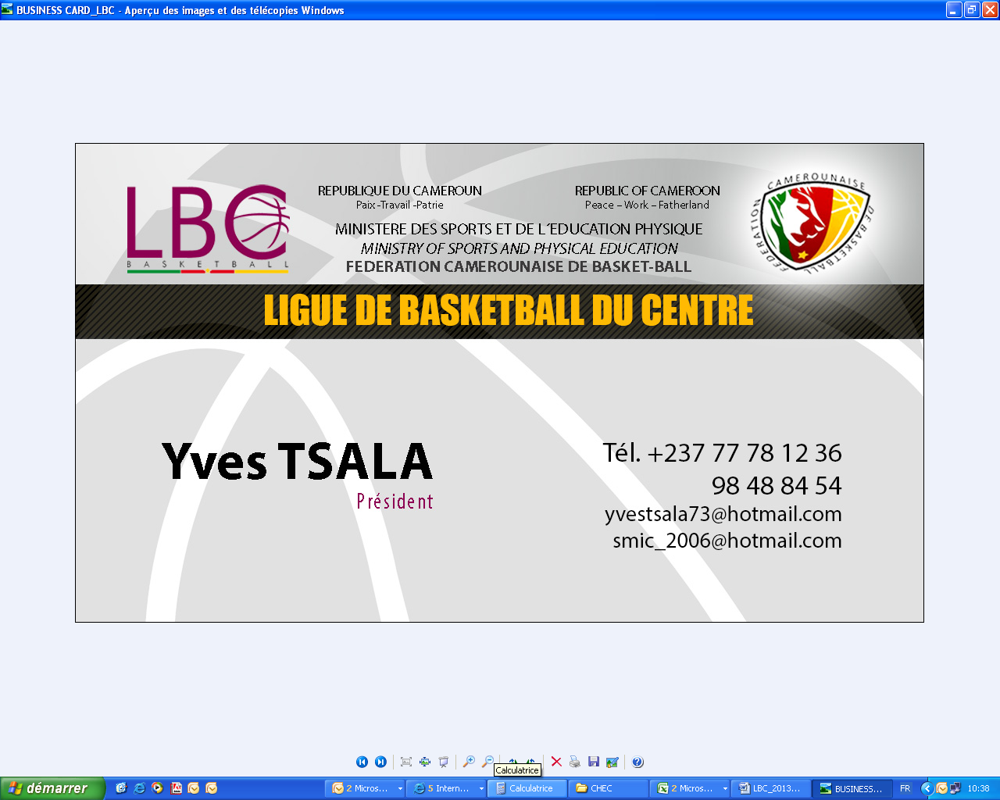 BUSINESS CARD_LBC - Aperçu des images et des télécopies Windows
LBC
BASKETBALL
REPUBLIQUE DU CAMEROUN
Paix -Travail -Patrie
REPUBLIC OF CAMEROON
Peace – Work – Fatherland
MINISTERE DES SPORTS ET DE L´EDUCATION PHYSIQUE
MINISTRY OF SPORTS AND PHYSICAL EDUCATION
FEDERATION CAMEROUNAISE DE BASKET-BALL
FEDERATION CAMEROUNAISE DE BASKETBALL
LIGUE DE BASKETBALL DU CENTRE
Yves TSALA
Président
Tél. +237 77 78 12 36
98 48 84 54
yvestsala73@hotmail.com
smic_2006@hotmail.com
Calculatrice
démarrer
2 Micros...
5 Intern...
Calculatrice
CHEC
2 Micros...
LBC_2013...
BUSINESS...
FR
10:38